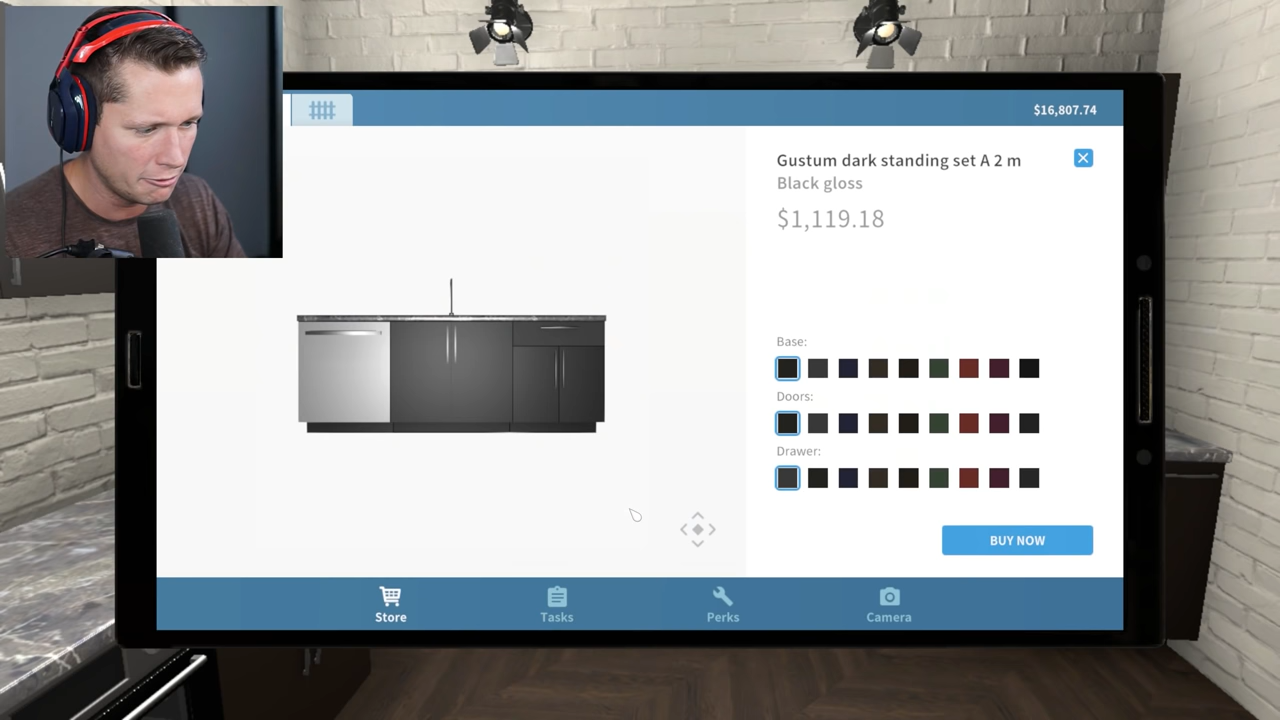 $16,807.74
Gustum dark standing set A 2 m
Black gloss
$1,119.18
Base:
Doors:
Drawer:
BUY NOW
Store
Tasks
Perks
Camera